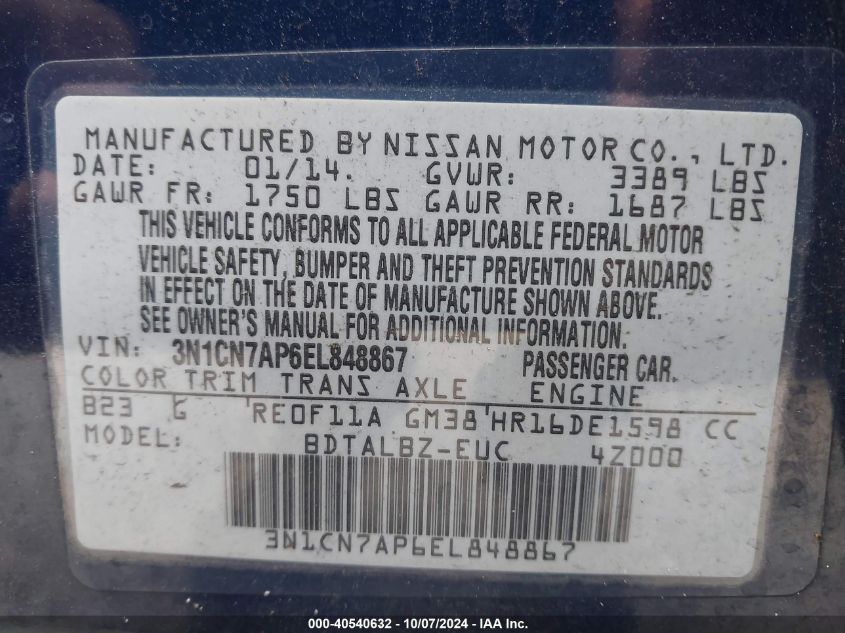 MANUFACTURED BY NISSAN MOTOR CO., LTD.
DATE: 01/14. GVWR: 3389 LBS
GAWR FR: 1750 LBS GAWR RR: 1687 LBS
THIS VEHICLE CONFORMS TO ALL APPLICABLE FEDERAL MOTOR
VEHICLE SAFETY, BUMPER AND THEFT PREVENTION STANDARDS
IN EFFECT ON THE DATE OF MANUFACTURE SHOWN ABOVE.
SEE OWNER'S MANUAL FOR ADDITIONAL INFORMATION.
VIN: 3N1CN7AP6EL848867 PASSENGER CAR.
COLOR TRIM TRANS AXLE ENGINE
B23 G RE0F11A GM38 HR16DE1598 CC
MODEL: BDTALBZ-EUC 4Z000
3N1CN7AP6EL848867
000-40540632 - 10/07/2024 - IAA, Inc.